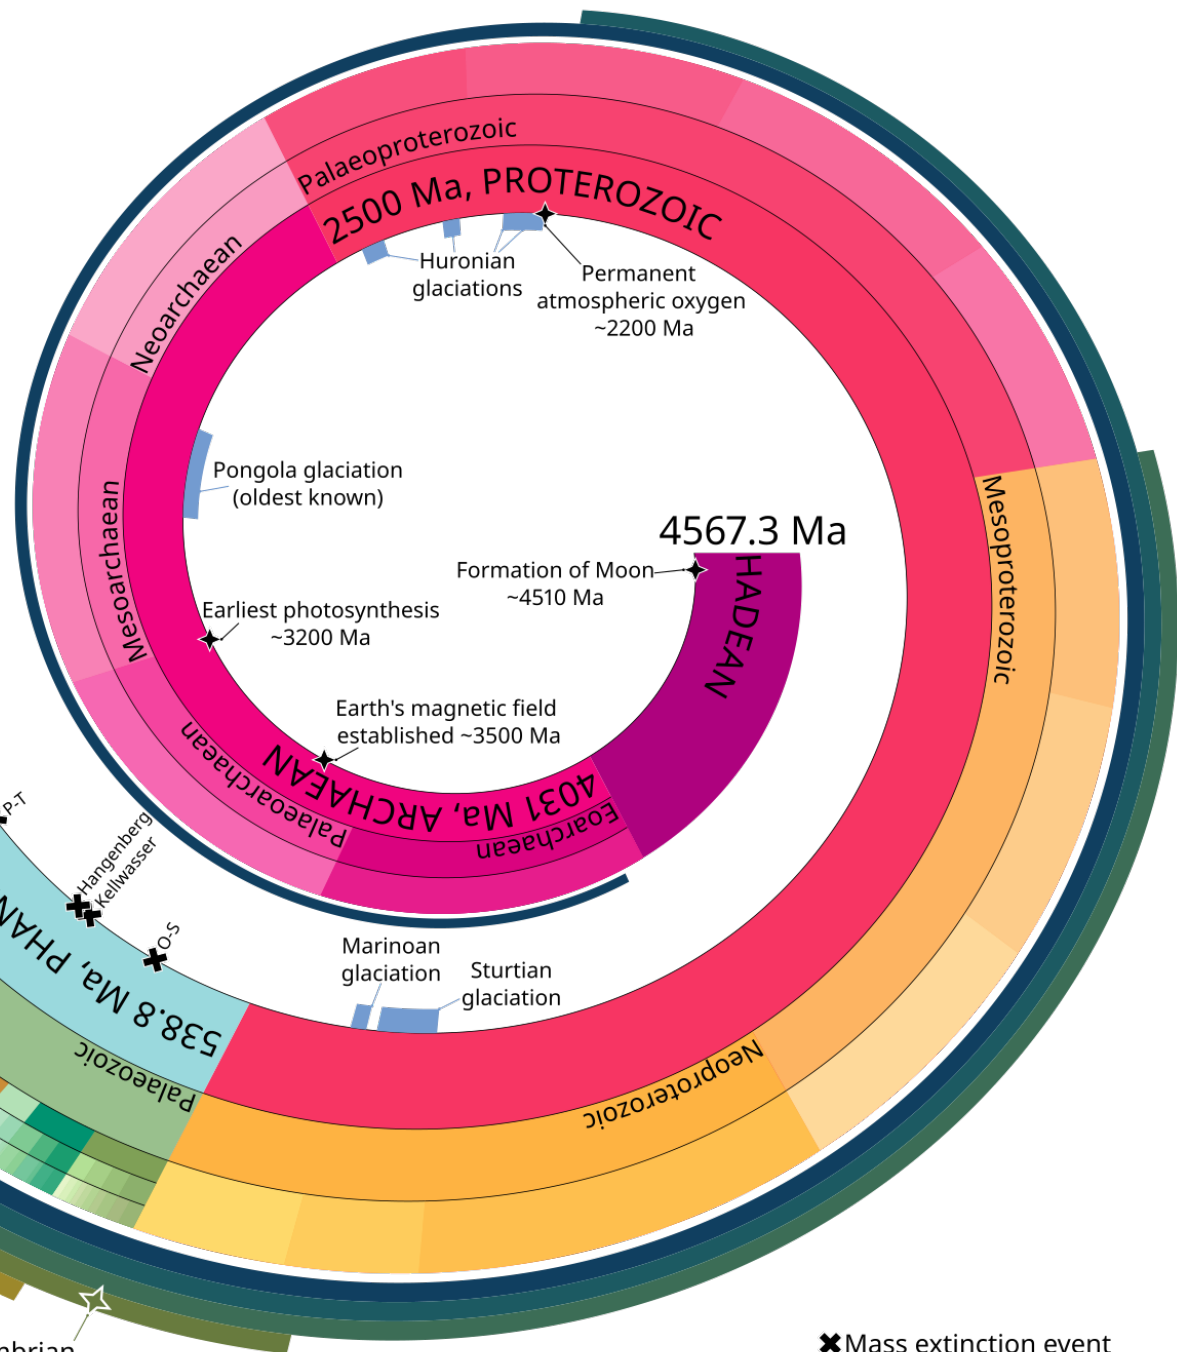 Palaeoproterozoic
2500 Ma, PROTEROZOIC
Huronian
glaciations
Permanent
atmospheric oxygen
~2200 Ma
Neoarchaean
Pongola glaciation
(oldest known)
Mesoarchaean
4567.3 Ma
HADEAN
Formation of Moon
~4510 Ma
Mesoproterozoic
Earliest photosynthesis
~3200 Ma
Earth's magnetic field
established ~3500 Ma
4031 Ma, ARCHAEAN
Palaeoarchaean
Eoarchaean
P-T
Hangenberg
Kellwasser
O-S
Marinoan
glaciation
Sturtian
glaciation
538.8 Ma, PHAN
Palaeozoic
Neoproterozoic
mbrian
Mass extinction event